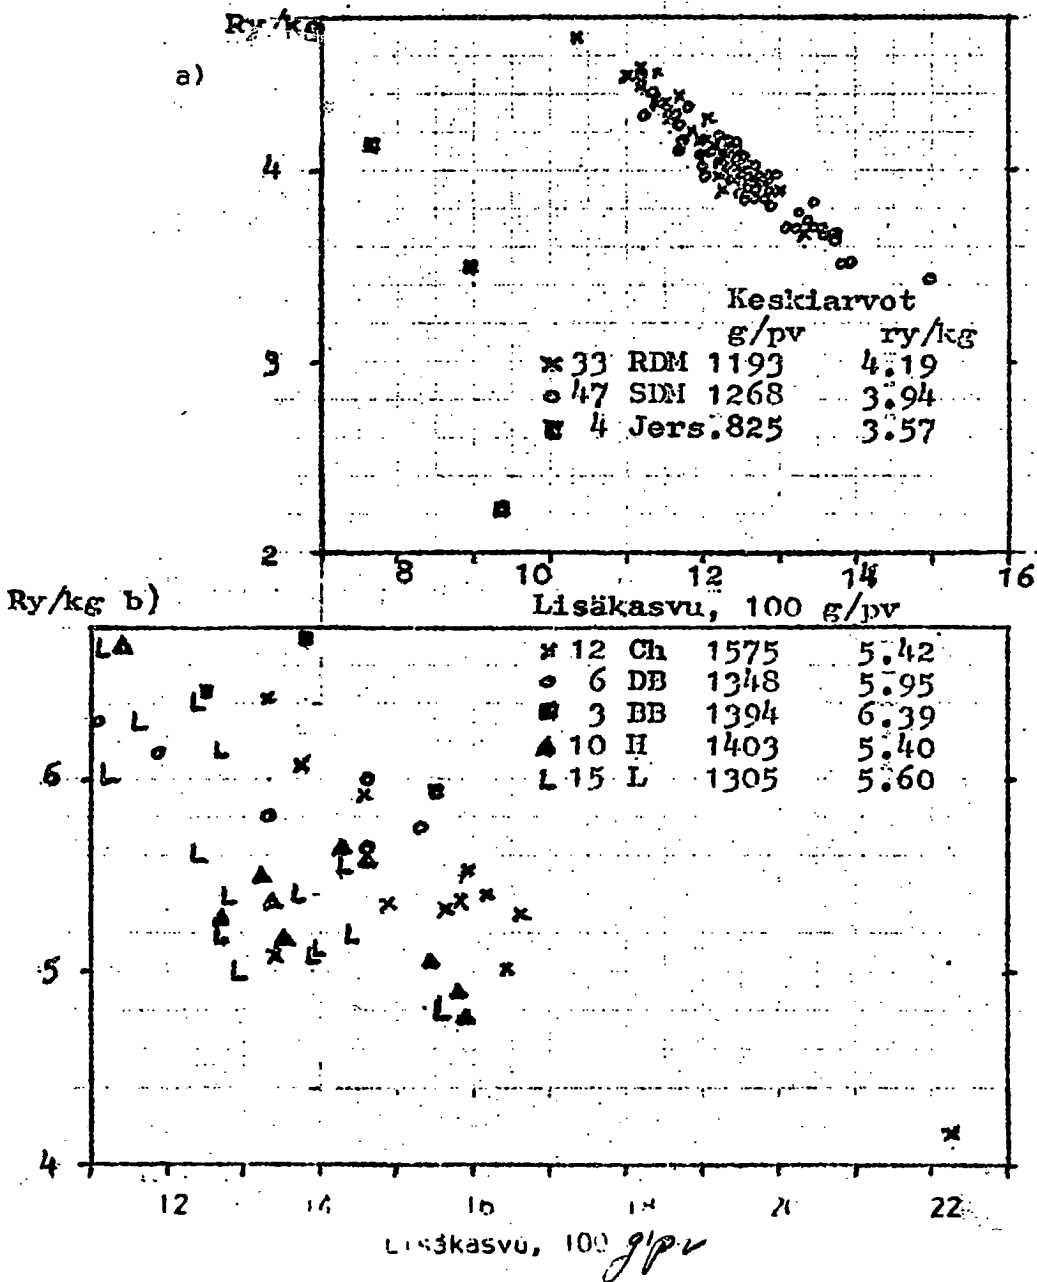 Ry/kg
a)
4
3
2
Keskiarvot
g/pv ry/kg
× 33 RDM 1193 4.19
o 47 SDM 1268 3.94
■ 4 Jers. 825 3.57
8 10 12 14 16
Lisäkasvu, 100 g/pv
Ry/kg b)
× 12 Ch 1575 5.42
o 6 DB 1348 5.95
■ 3 BB 1394 6.39
▲ 10 H 1403 5.40
L 15 L 1305 5.60
6
5
4
12 14 16 18 22
Lisäkasvu, 100 g/pv